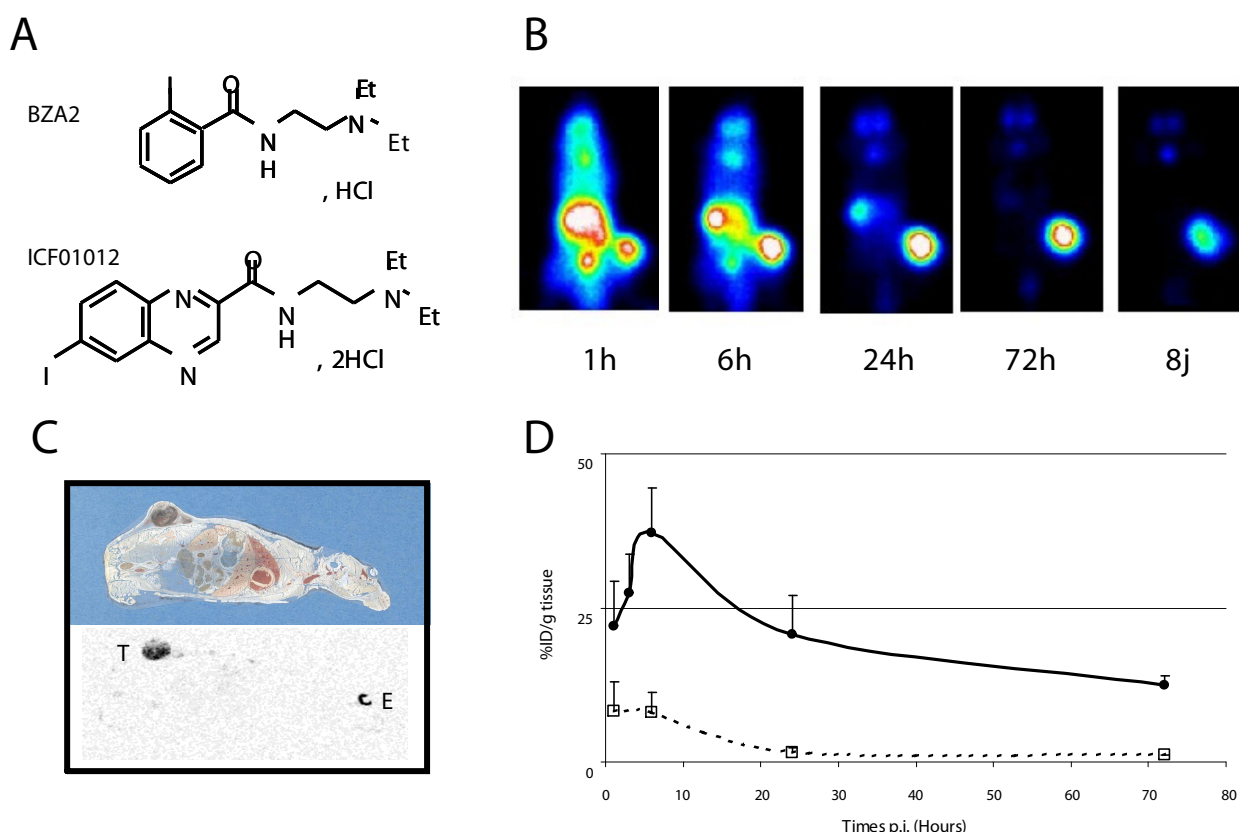 A
BZA2
I
O
N
H
N
Et
Et
, HCl
ICF01012
I
N
N
O
N
H
N
Et
Et
, 2HCl
B
1h 6h 24h 72h 8j
C
T
E
D
%ID/g tissue
50
25
0
0 10 20 30 40 50 60 70 80
Times p.i. (Hours)